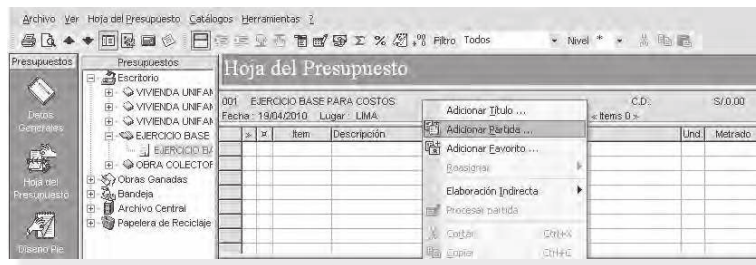 Archivo Ver Hoja del Presupuesto Catálogos Herramientas ?
Σ % Filtro Todos Nivel *
Presupuestos
Datos Generales
Hoja del Presupuesto
Diseño Pie
Presupuestos
Escritorio
VIVIENDA UNIFAM
VIVIENDA UNIFAM
VIVIENDA UNIFAM
EJERCICIO BASE
EJERCICIO BA
OBRA COLECTOR
Obras Ganadas
Bandeja
Archivo Central
Papelera de Reciclaje
Hoja del Presupuesto
001 EJERCICIO BASE PARA COSTOS C.D.: S/.0.00
Fecha : 19/04/2010 Lugar : LIMA « Items 0 »
Item Descripción Und. Metrado
Adicionar Título ...
Adicionar Partida ...
Adicionar Favorito ...
Reasignar
Elaboración Indirecta
Procesar partida
Cortar Ctrl+X
Copiar Ctrl+C